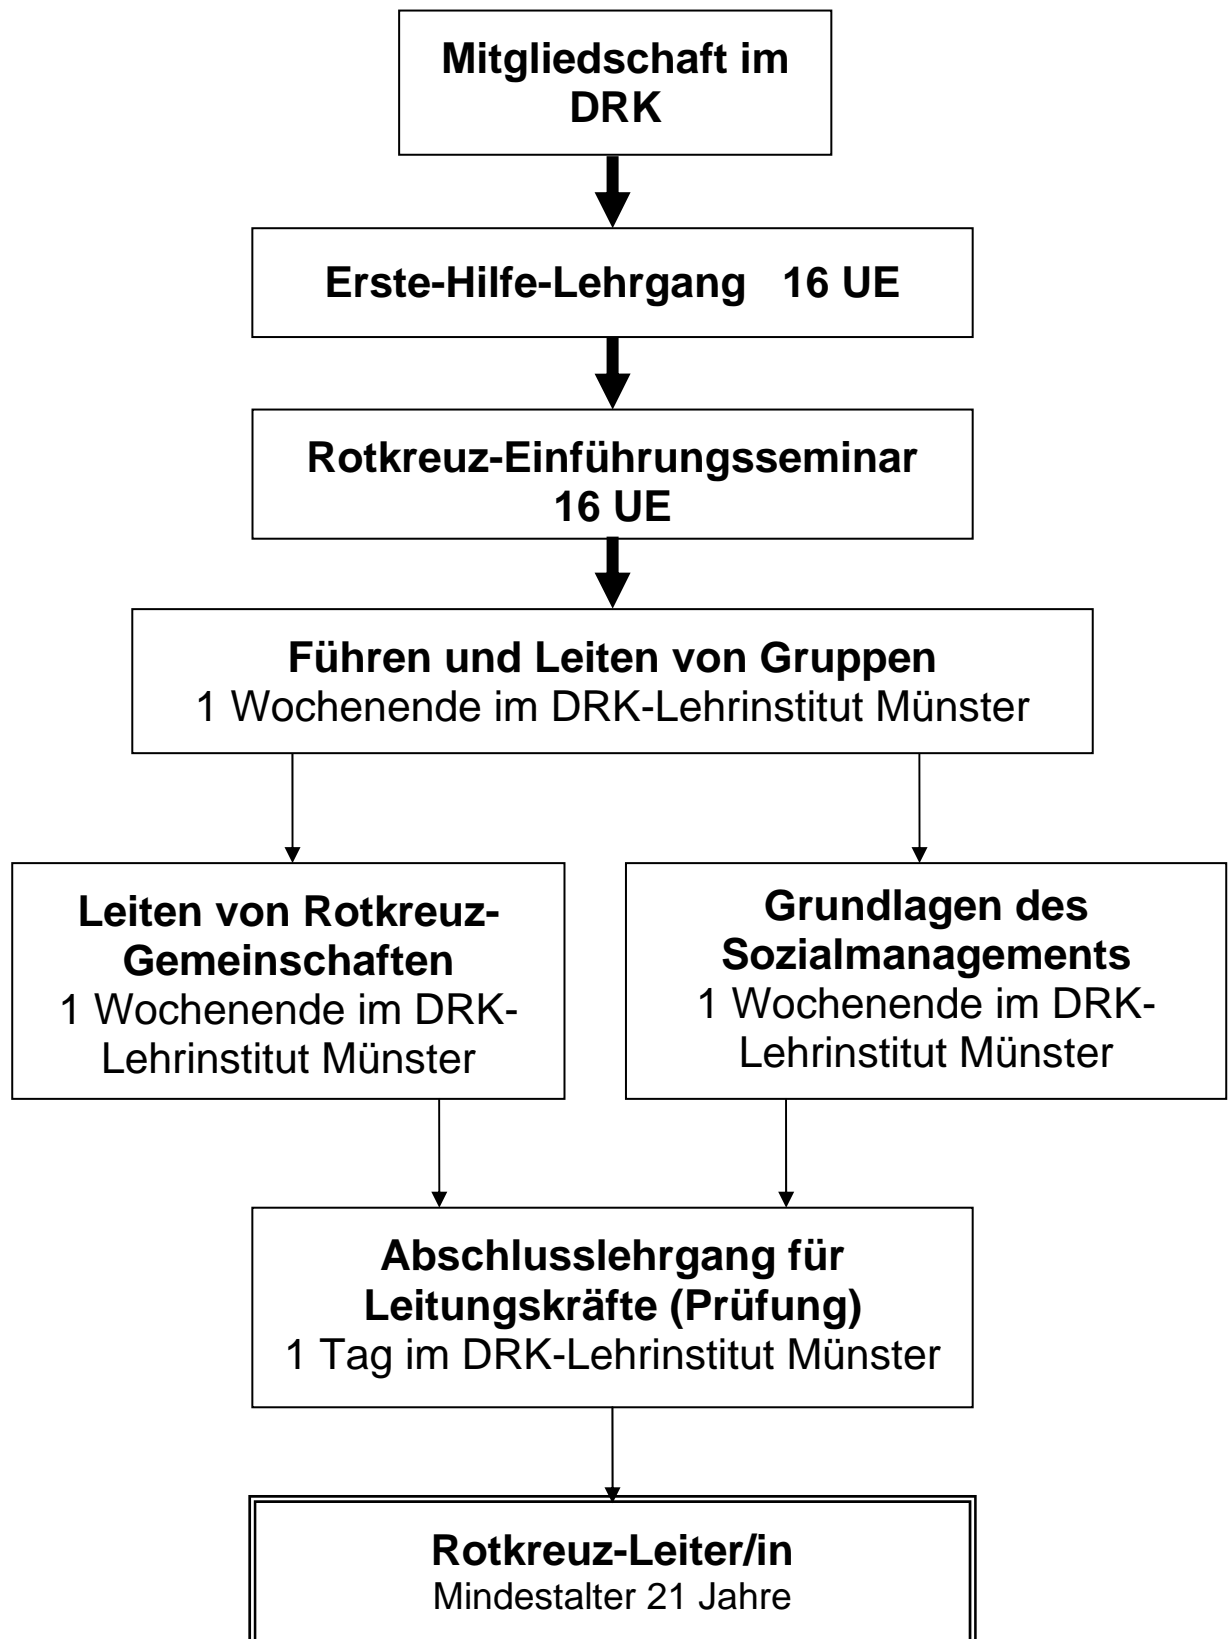 Mitgliedschaft im
DRK
Erste-Hilfe-Lehrgang 16 UE
Rotkreuz-Einführungsseminar
16 UE
Führen und Leiten von Gruppen
1 Wochenende im DRK-Lehrinstitut Münster
Leiten von Rotkreuz-
Gemeinschaften
1 Wochenende im DRK-
Lehrinstitut Münster
Grundlagen des
Sozialmanagements
1 Wochenende im DRK-
Lehrinstitut Münster
Abschlusslehrgang für
Leitungskräfte (Prüfung)
1 Tag im DRK-Lehrinstitut Münster
Rotkreuz-Leiter/in
Mindestalter 21 Jahre